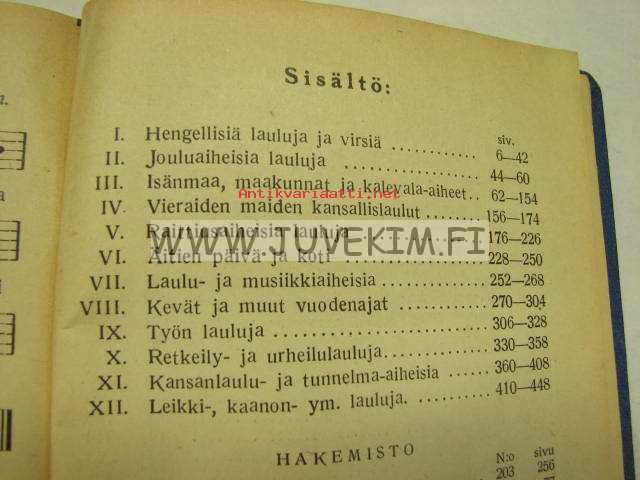 Sisältö:
siv.
I. Hengellisiä lauluja ja virsiä .......... 6—42
II. Jouluaiheisia lauluja .......... 44—60
III. Isänmaa, maakunnat ja kalevala-aiheet .. 62—154
Antikvariaatti.net
IV. Vieraiden maiden kansallislaulut ........ 156—174
V. Raittiusaiheisia lauluja .......... 176—226
WWW.JUVEKIM.FI
VI. Äitien päivä ja koti .......... 228—250
VII. Laulu- ja musiikkiaiheisia .......... 252—268
VIII. Kevät ja muut vuodenajat .......... 270—304
IX. Työn lauluja .......... 306—328
X. Retkeily- ja urheilulauluja .......... 330—358
XI. Kansanlaulu- ja tunnelma-aiheisia ....... 360—408
XII. Leikki-, kaanon- ym. lauluja. .......... 410—448
HAKEMISTO
N:o sivu
203 256